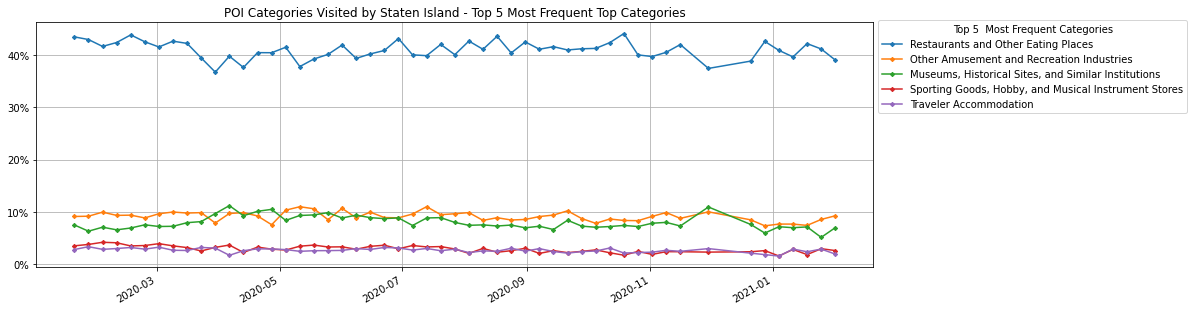 POI Categories Visited by Staten Island - Top 5 Most Frequent Top Categories
40%
30%
20%
10%
0%
2020-03
2020-05
2020-07
2020-09
2020-11
2021-01
Top 5  Most Frequent Categories
Restaurants and Other Eating Places
Other Amusement and Recreation Industries
Museums, Historical Sites, and Similar Institutions
Sporting Goods, Hobby, and Musical Instrument Stores
Traveler Accommodation